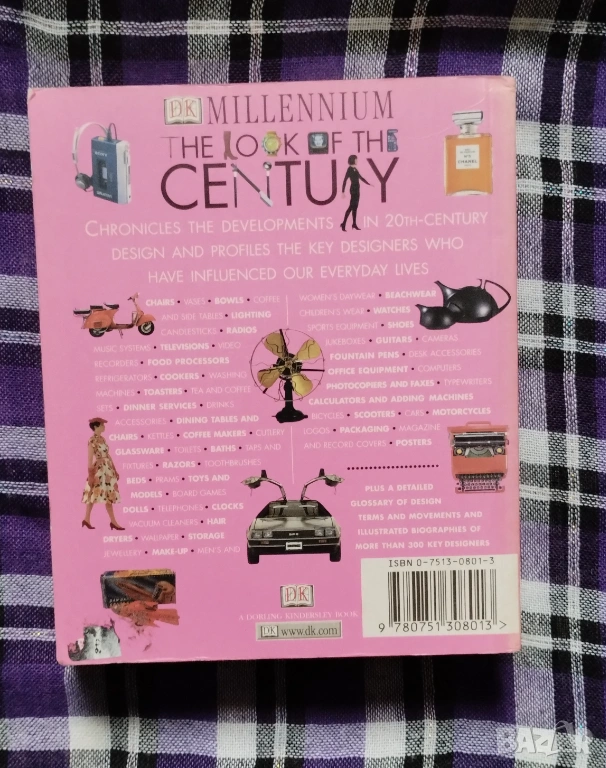 DK MILLENNIUM
THE LOOK OF THE
CENTURY
CHRONICLES THE DEVELOPMENTS IN 20TH-CENTURY
DESIGN AND PROFILES THE KEY DESIGNERS WHO
HAVE INFLUENCED OUR EVERYDAY LIVES
CHAIRS • VASES • BOWLS • COFFEE
AND SIDE TABLES • LIGHTING
CANDLESTICKS • RADIOS
MUSIC SYSTEMS • TELEVISIONS • VIDEO
RECORDERS • FOOD PROCESSORS
REFRIGERATORS • COOKERS • WASHING
MACHINES • TOASTERS • TEA AND COFFEE
SETS • DINNER SERVICES • DRINKS
ACCESSORIES • DINING TABLES AND
CHAIRS • KETTLES • COFFEE MAKERS • CUTLERY
GLASSWARE • TOILETS • BATHS • TAPS AND
FIXTURES • RAZORS • TOOTHBRUSHES
BEDS • PRAMS • TOYS AND
MODELS • BOARD GAMES
DOLLS • TELEPHONES • CLOCKS
VACUUM CLEANERS • HAIR
DRYERS • WALLPAPER • STORAGE
JEWELLERY • MAKE-UP • MEN'S AND
WOMEN'S DAYWEAR • BEACHWEAR
CHILDREN'S WEAR • WATCHES
SPORTS EQUIPMENT • SHOES
JUKEBOXES • GUITARS • CAMERAS
FOUNTAIN PENS • DESK ACCESSORIES
OFFICE EQUIPMENT • COMPUTERS
PHOTOCOPIERS AND FAXES • TYPEWRITERS
CALCULATORS AND ADDING MACHINES
BICYCLES • SCOOTERS • CARS • MOTORCYCLES
LOGOS • PACKAGING • MAGAZINE
AND RECORD COVERS • POSTERS
PLUS A DETAILED
GLOSSARY OF DESIGN
TERMS AND MOVEMENTS AND
ILLUSTRATED BIOGRAPHIES OF
MORE THAN 300 KEY DESIGNERS
ISBN 0-7513-0801-3
9 780751 308013 >
DK
A DORLING KINDERSLEY BOOK
DK www.dk.com
CHANEL
SONY
BAZAR